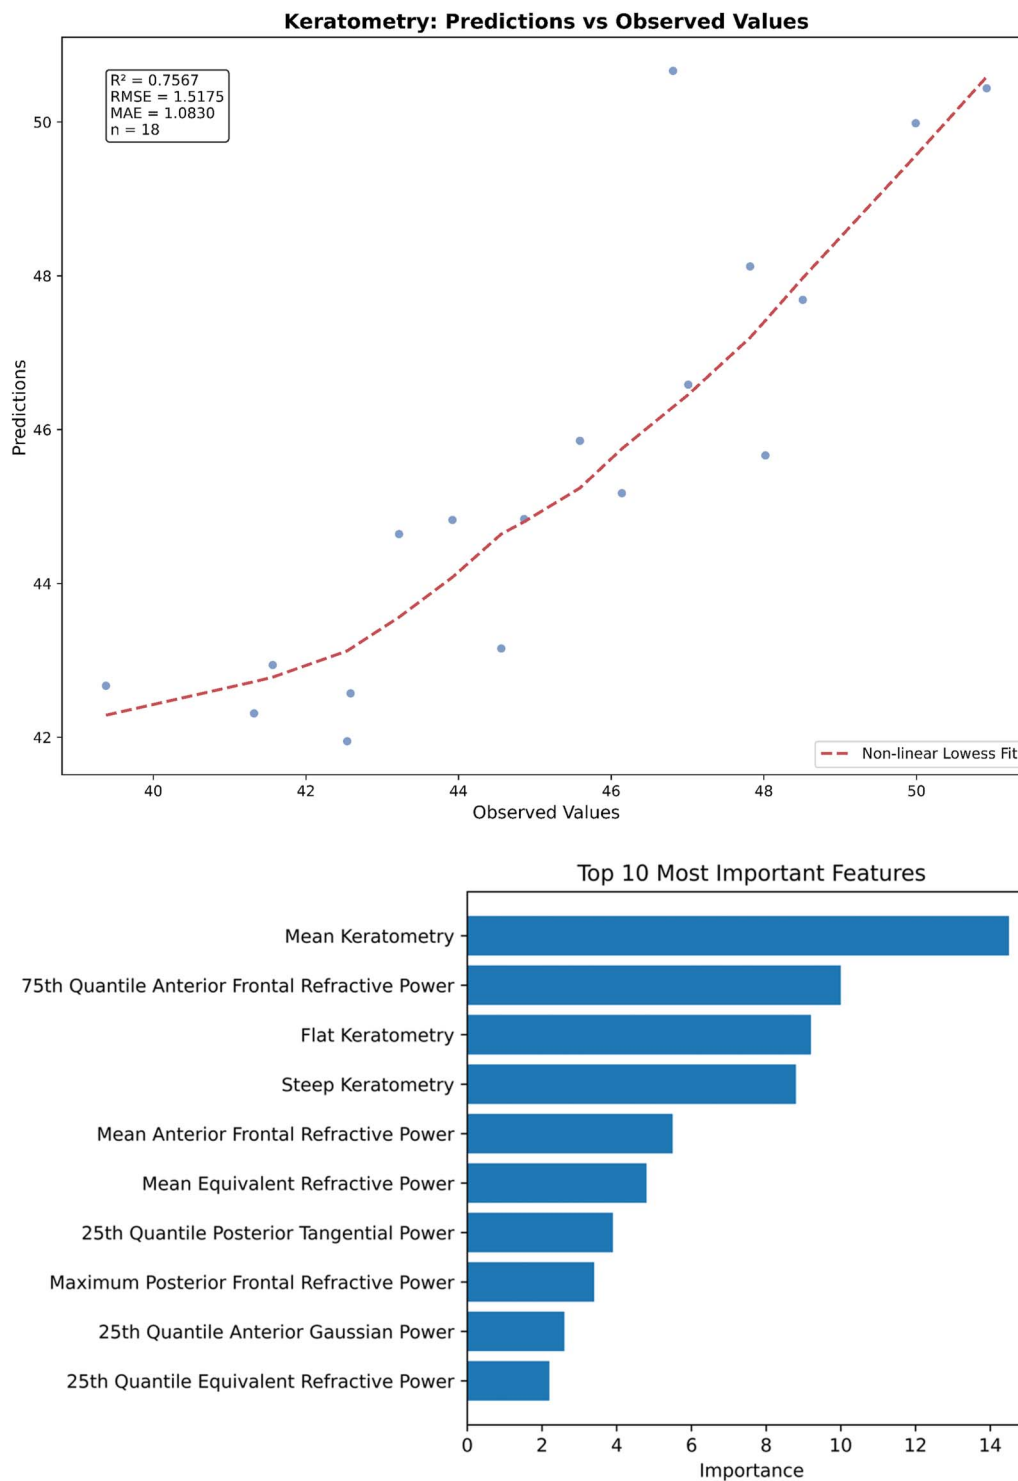 Keratometry: Predictions vs Observed Values
R² = 0.7567
RMSE = 1.5175
MAE = 1.0830
n = 18
50
48
46
44
42
Predictions
Non-linear Lowess Fit
40 42 44 46 48 50
Observed Values
Top 10 Most Important Features
Mean Keratometry
75th Quantile Anterior Frontal Refractive Power
Flat Keratometry
Steep Keratometry
Mean Anterior Frontal Refractive Power
Mean Equivalent Refractive Power
25th Quantile Posterior Tangential Power
Maximum Posterior Frontal Refractive Power
25th Quantile Anterior Gaussian Power
25th Quantile Equivalent Refractive Power
0 2 4 6 8 10 12 14
Importance